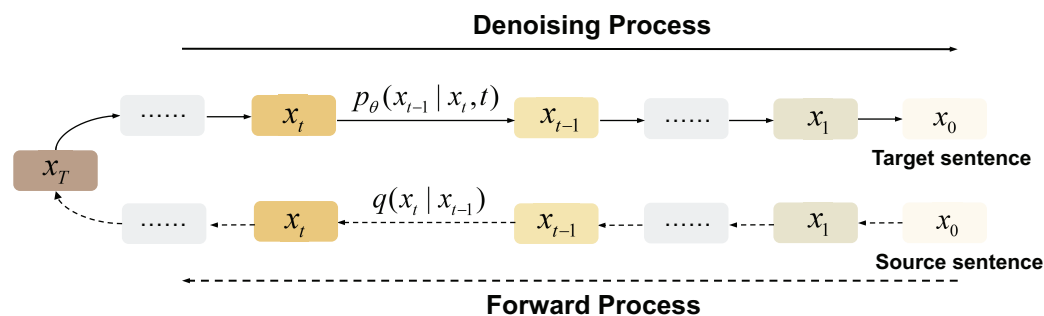 Denoising Process
...... x_t p_θ(x_{t-1} | x_t, t) x_{t-1} ...... x_1 x_0
Target sentence
x_T
...... x_t q(x_t | x_{t-1}) x_{t-1} ...... x_1 x_0
Source sentence
Forward Process